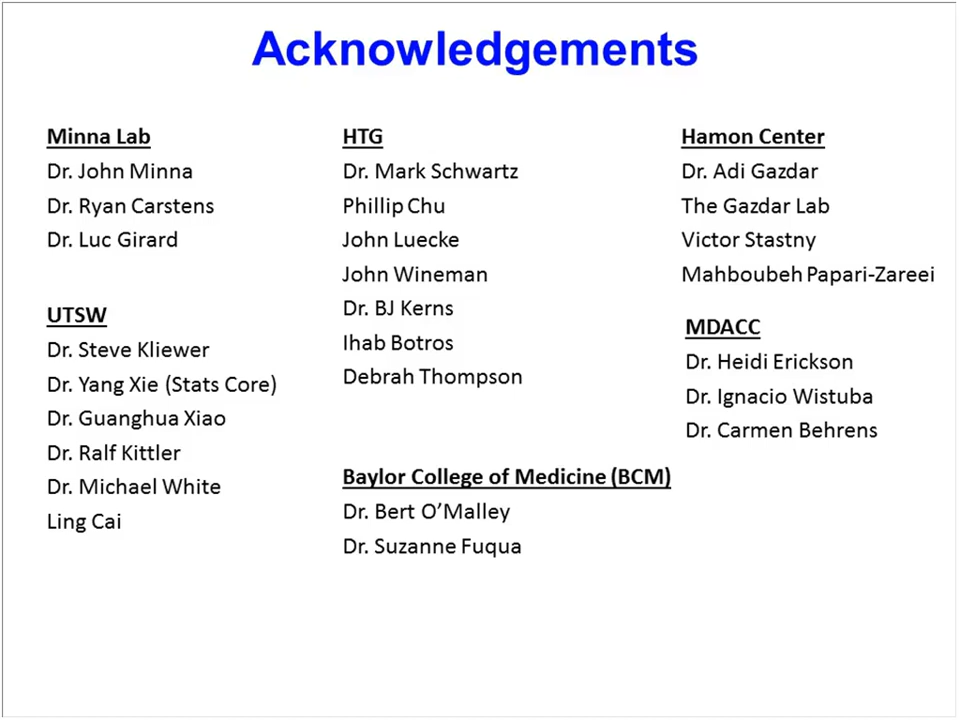 Acknowledgements
Minna Lab
Dr. John Minna
Dr. Ryan Carstens
Dr. Luc Girard
UTSW
Dr. Steve Kliewer
Dr. Yang Xie (Stats Core)
Dr. Guanghua Xiao
Dr. Ralf Kittler
Dr. Michael White
Ling Cai
HTG
Dr. Mark Schwartz
Phillip Chu
John Luecke
John Wineman
Dr. BJ Kerns
Ihab Botros
Debrah Thompson
Baylor College of Medicine (BCM)
Dr. Bert O’Malley
Dr. Suzanne Fuqua
Hamon Center
Dr. Adi Gazdar
The Gazdar Lab
Victor Stastny
Mahboubeh Papari-Zareei
MDACC
Dr. Heidi Erickson
Dr. Ignacio Wistuba
Dr. Carmen Behrens